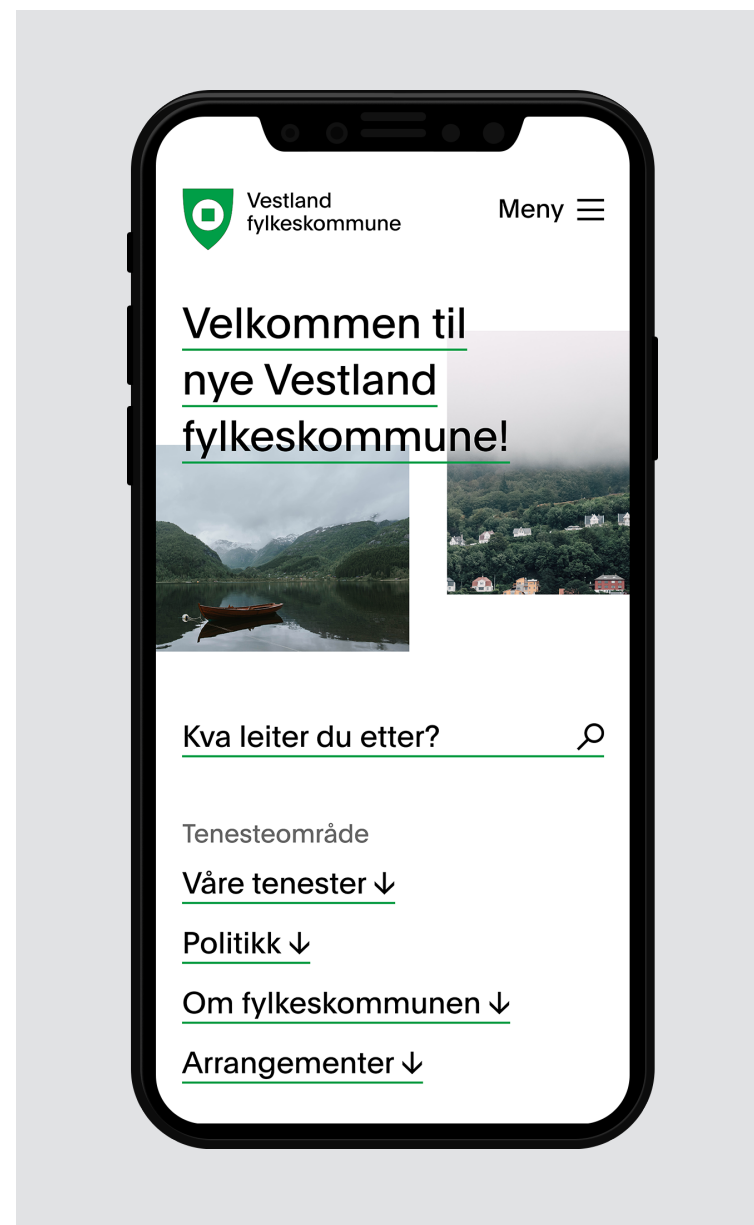 Vestland
fylkeskommune
Meny
Velkommen til
nye Vestland
fylkeskommune!
Kva leiter du etter?
Tenesteområde
Våre tenester ↓
Politikk ↓
Om fylkeskommunen ↓
Arrangementer ↓